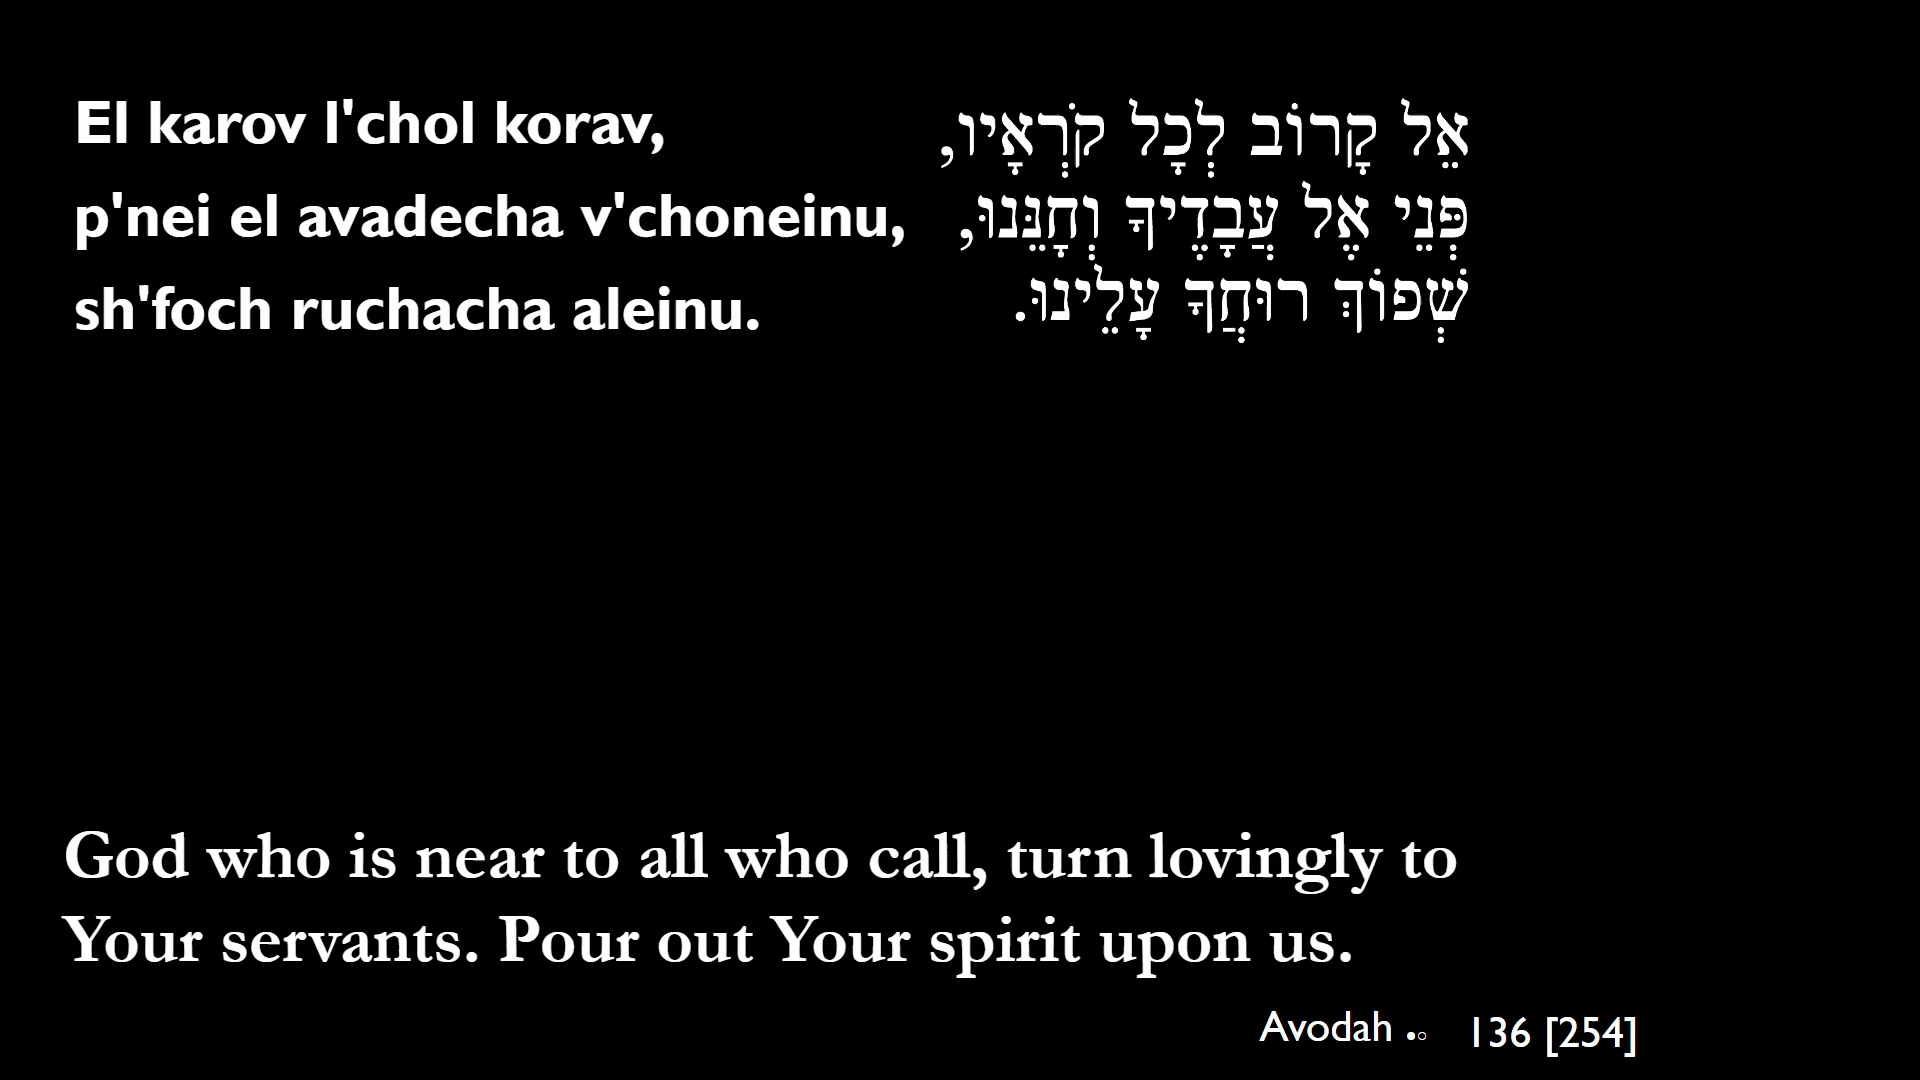 El karov l'chol korav,
p'nei el avadecha v'choneinu,
sh'foch ruchacha aleinu.
אֵל קָרוֹב לְכָל קֹרְאָיו,
פְּנֵי אֶל עֲבָדֶיךָ וְחָנֵּנוּ,
שְׁפוֹךְ רוּחֲךָ עָלֵינוּ.
God who is near to all who call, turn lovingly to
Your servants. Pour out Your spirit upon us.
Avodah ●○ 136 [254]